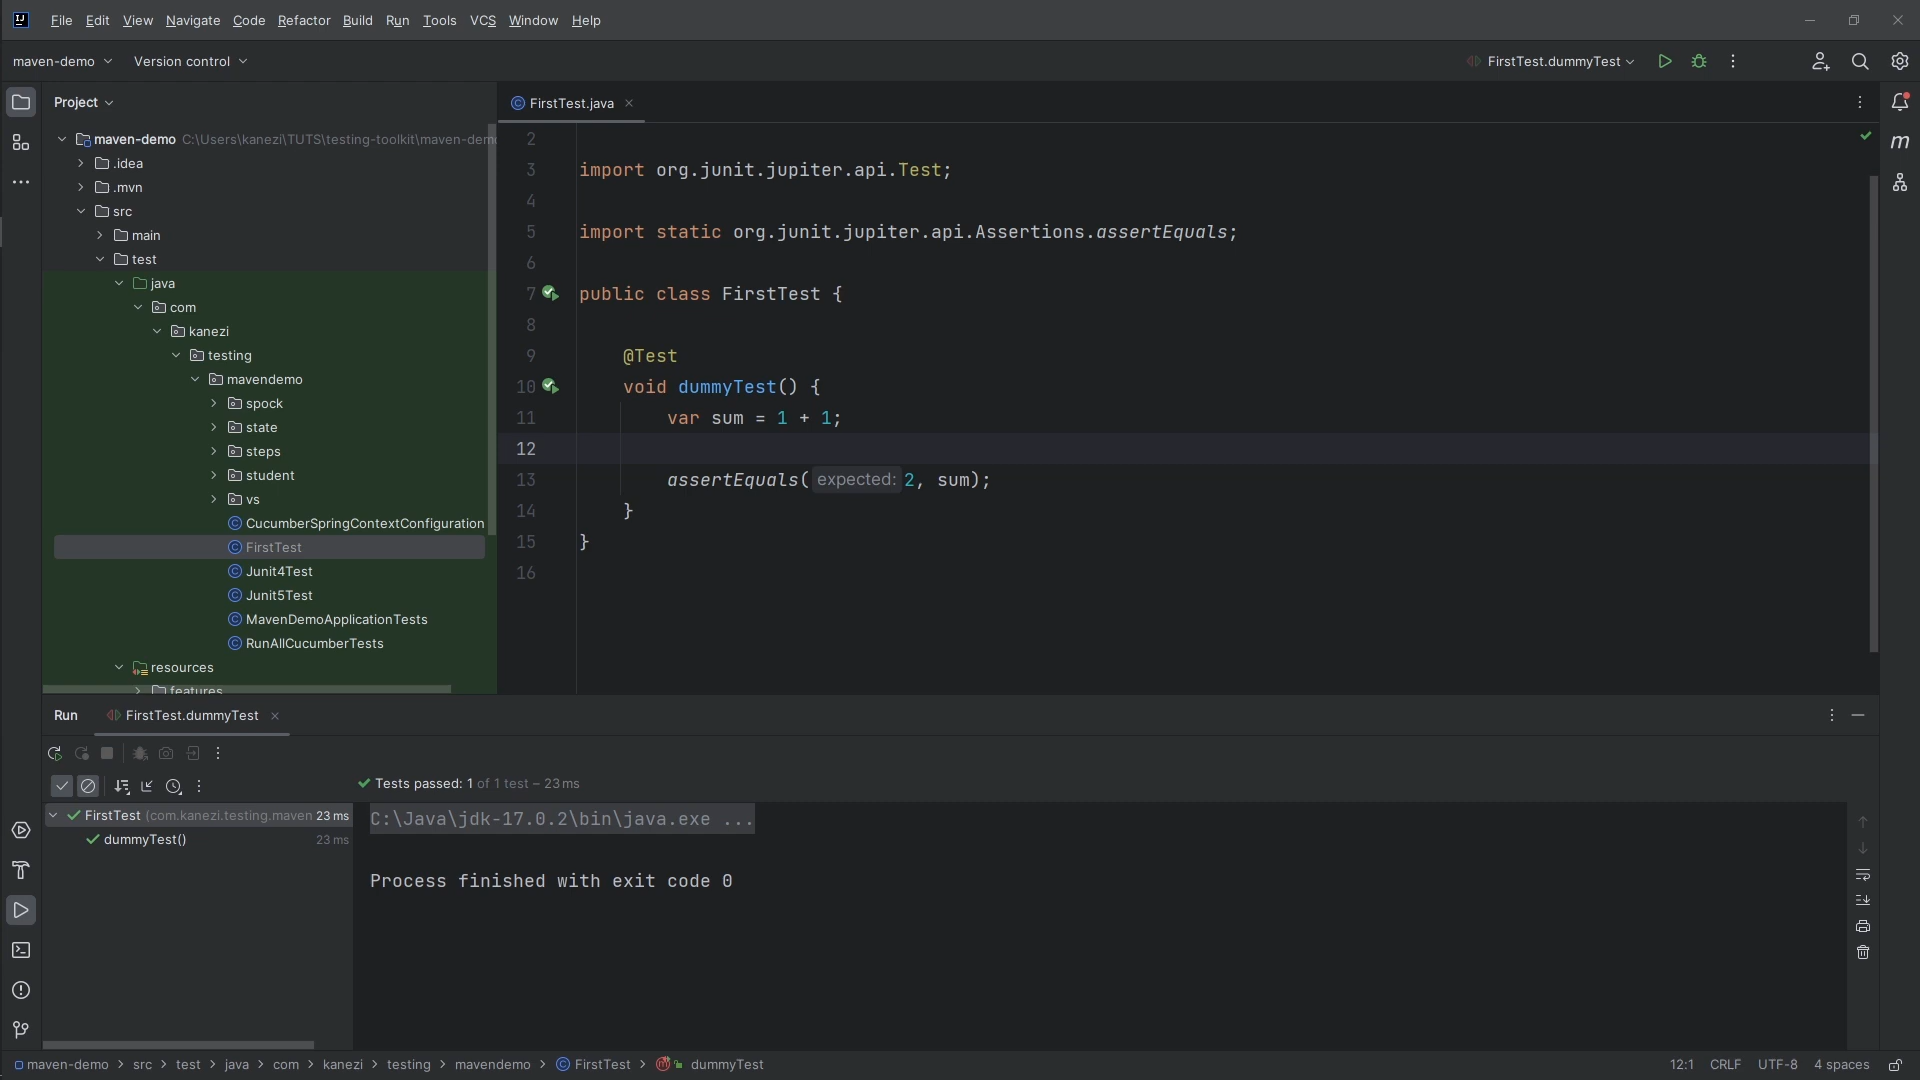 File Edit View Navigate Code Refactor Build Run Tools VCS Window Help
maven-demo Version control FirstTest.dummyTest
Project
maven-demo C:\Users\kanezi\TUTS\testing-toolkit\maven-demo
.idea
.mvn
src
main
test
java
com
kanezi
testing
mavendemo
spock
state
steps
student
vs
CucumberSpringContextConfiguration
FirstTest
Junit4Test
Junit5Test
MavenDemoApplicationTests
RunAllCucumberTests
resources
features
FirstTest.java
2
3 import org.junit.jupiter.api.Test;
4
5 import static org.junit.jupiter.api.Assertions.assertEquals;
6
7 public class FirstTest {
8
9 @Test
10 void dummyTest() {
11 var sum = 1 + 1;
12
13 assertEquals( expected: 2, sum);
14 }
15 }
16
Run FirstTest.dummyTest
Tests passed: 1 of 1 test – 23 ms
FirstTest (com.kanezi.testing.maven 23 ms
dummyTest() 23 ms
C:\Java\jdk-17.0.2\bin\java.exe ...
Process finished with exit code 0
maven-demo > src > test > java > com > kanezi > testing > mavendemo > FirstTest > dummyTest
12:1 CRLF UTF-8 4 spaces